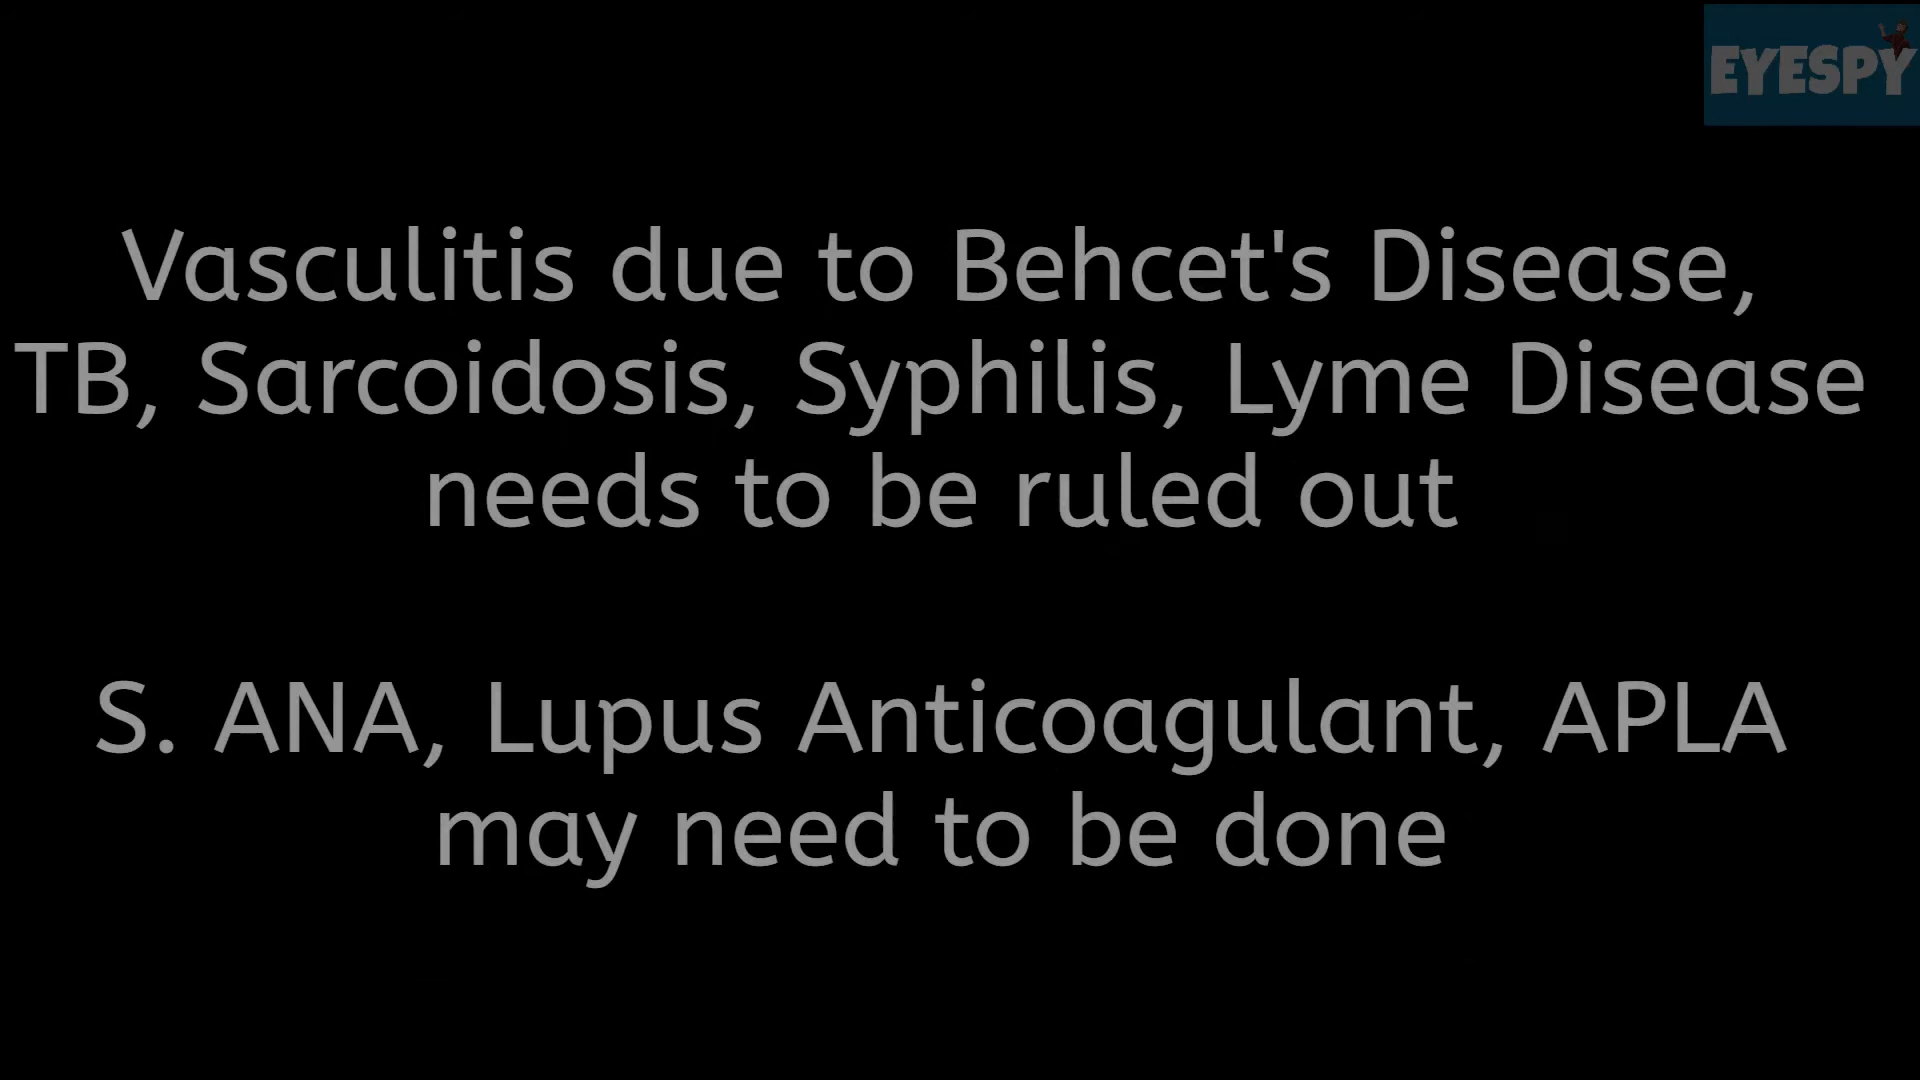 EYESPY
Vasculitis due to Behcet's Disease,
TB, Sarcoidosis, Syphilis, Lyme Disease
needs to be ruled out
S. ANA, Lupus Anticoagulant, APLA
may need to be done